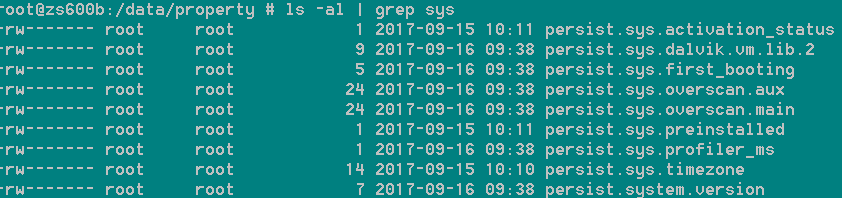 root@zs600b:/data/property # ls -al | grep sys
-rw------- root     root            1 2017-09-15 10:11 persist.sys.activation_status
-rw------- root     root            9 2017-09-16 09:38 persist.sys.dalvik.vm.lib.2
-rw------- root     root            5 2017-09-16 09:38 persist.sys.first_booting
-rw------- root     root           24 2017-09-16 09:38 persist.sys.overscan.aux
-rw------- root     root           24 2017-09-16 09:38 persist.sys.overscan.main
-rw------- root     root            1 2017-09-15 10:11 persist.sys.preinstalled
-rw------- root     root            1 2017-09-16 09:38 persist.sys.profiler_ms
-rw------- root     root           14 2017-09-15 10:10 persist.sys.timezone
-rw------- root     root            7 2017-09-16 09:38 persist.system.version